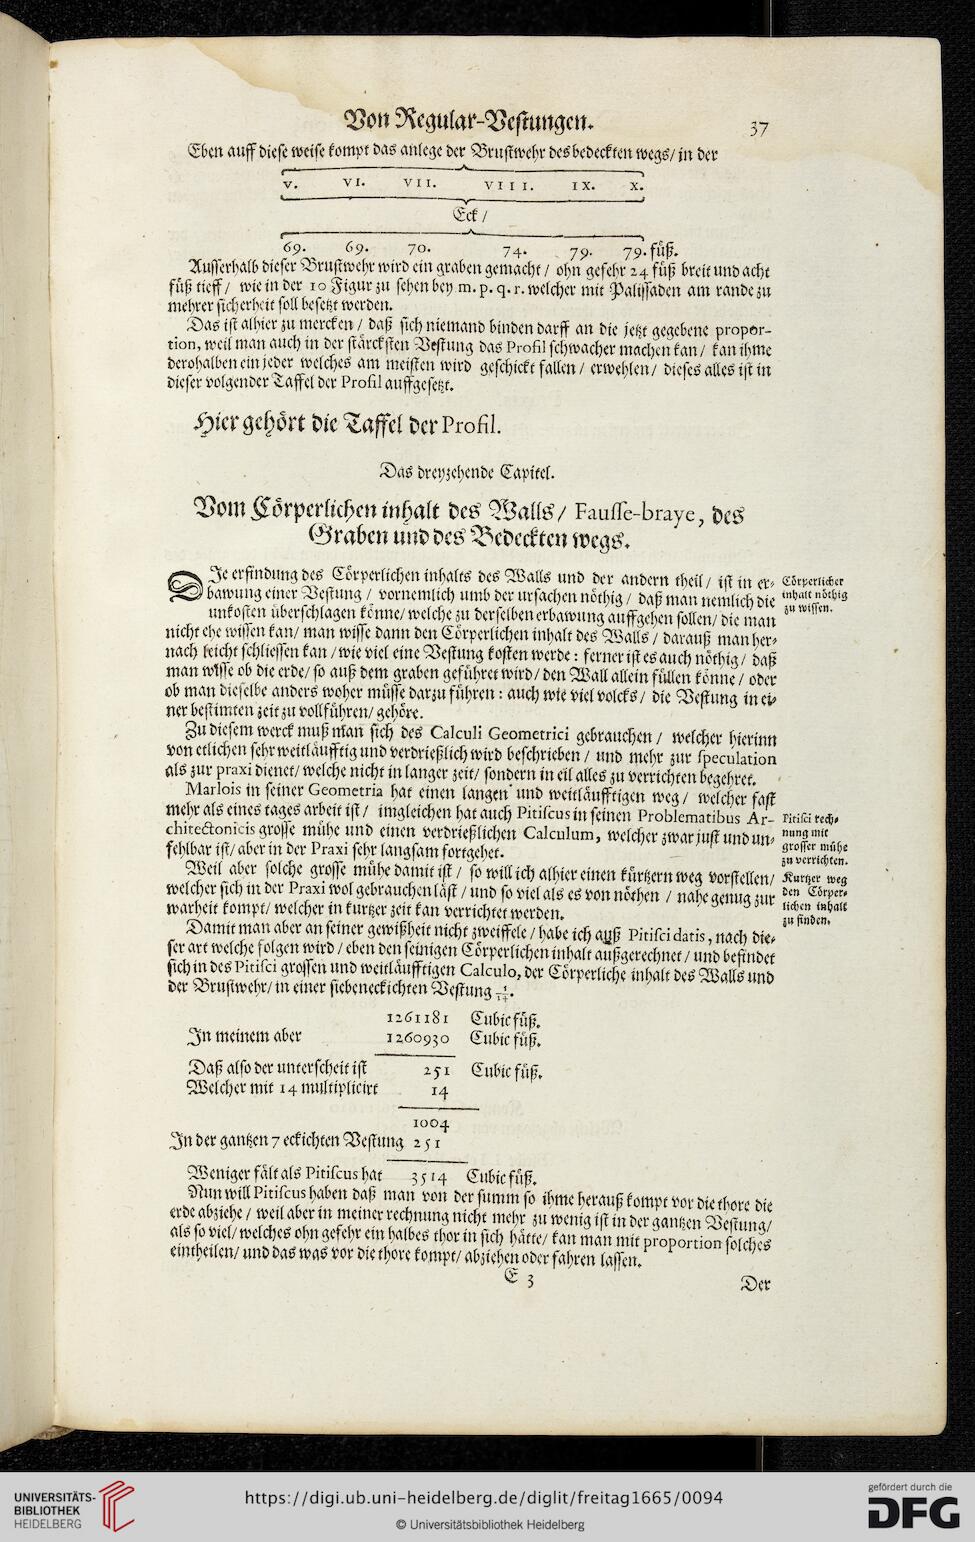 Von Regular-Vestungen. 37
Eben auff diese weise kompt das anlege der Brustwehr des bedeckten wegs/ in der
V. VI. VII. VIII. IX. X.
Eck /
69. 69. 70. 74. 79. 79. füß.
Ausserhalb dieser Brustwehr wird ein graben gemacht / ohn gefehr 24 füß breit und acht
füß tieff / wie in der 10 Figur zu sehen bey m. p. q. r. welcher mit Palissaden am rande zu
mehrer sicherheit soll besetzt werden.
Das ist alhier zu mercken / daß sich niemand binden darff an die jetzt gegebene propor-
tion, weil man auch in der stärcksten Vestung das Profil schwacher machen kan / kan ihme
derohalben ein jeder welches am meisten wird geschickt fallen / erwehlen / dieses alles ist in
dieser volgender Taffel der Profil auffgesetzt.
Hier gehört die Taffel der Profil.
Das dreyzehende Capitel.
Vom Cörperlichen inhalt des Walls / Fausse-braye, des
Graben und des Bedeckten wegs.
DIe erfindung des Cörperlichen inhalts des Walls und der andern theil / ist in er-
bawung einer Vestung / vornemlich umb der ursachen nöthig / daß man nemlich die
unkosten überschlagen könne/ welche zu derselben erbawung auffgehen sollen/ die man
nicht ehe wissen kan/ man wisse dann den Cörperlichen inhalt des Walls / darauß man her-
nach leicht schliessen kan / wie viel eine Vestung kosten werde : ferner ist es auch nöthig / daß
man wisse ob die erde/ so auß dem graben geführet wird/ den Wall allein füllen könne / oder
ob man dieselbe anders woher müsse darzu führen : auch wie viel volcks / die Vestung in ei-
ner bestimten zeit zu vollführen/ gehöre.
Cörperlicher
inhalt nöthig
zu wissen.
Zu diesem werck muß man sich des Calculi Geometrici gebrauchen / welcher hierinn
von etlichen sehr weitläufftig und verdrießlich wird beschrieben / und mehr zur speculation
als zur praxi dienet/ welche nicht in langer zeit/ sondern in eil alles zu verrichten begehret.
Marlois in seiner Geometria hat einen langen und weitläufftigen weg / welcher fast
mehr als eines tages arbeit ist / imgleichen hat auch Pitiscus in seinen Problematibus Ar-
chitectonicis grosse mühe und einen verdrießlichen Calculum, welcher zwar just und un-
fehlbar ist/ aber in der Praxi sehr langsam fortgehet.
Pitisci rech-
nung mit
grosser mühe
zu verrichten.
Weil aber solche grosse mühe damit ist / so will ich alhier einen kürtzern weg vorstellen/
welcher sich in der Praxi wol gebrauchen läst / und so viel als es von nöthen / nahe genug zur
warheit kompt/ welcher in kurtzer zeit kan verrichtet werden.
Kurtzer weg
den Cörper-
lichen inhalt
zu finden.
Damit man aber an seiner gewißheit nicht zweiffele / habe ich auß Pitisci datis, nach die-
ser art welche folgen wird / eben den seinigen Cörperlichen inhalt außgerechnet / und befindet
sich in des Pitisci grossen und weitläufftigen Calculo, der Cörperliche inhalt des Walls und
der Brustwehr/ in einer siebeneckichten Vestung 1/14.
1261181 Cubic füß.
In meinem aber 1260930 Cubic füß.
Daß also der unterscheit ist 251 Cubic füß.
Welcher mit 14 multiplicirt 14
1004
In der gantzen 7 eckichten Vestung 251
Weniger fält als Pitiscus hat 3514 Cubic füß.
Nun will Pitiscus haben daß man von der summ so ihme herauß kompt vor die thore die
erde abziehe / weil aber in meiner rechnung nicht mehr zu wenig ist in der gantzen Vestung/
als so viel/ welches ohn gefehr ein halbes thor in sich hätte/ kan man mit proportion solches
eintheilen/ und das was vor die thore kompt/ abziehen oder fahren lassen.
E 3 Der
UNIVERSITÄTS-
BIBLIOTHEK
HEIDELBERG
https://digi.ub.uni-heidelberg.de/diglit/freitag1665/0094
© Universitätsbibliothek Heidelberg
gefördert durch die
DFG